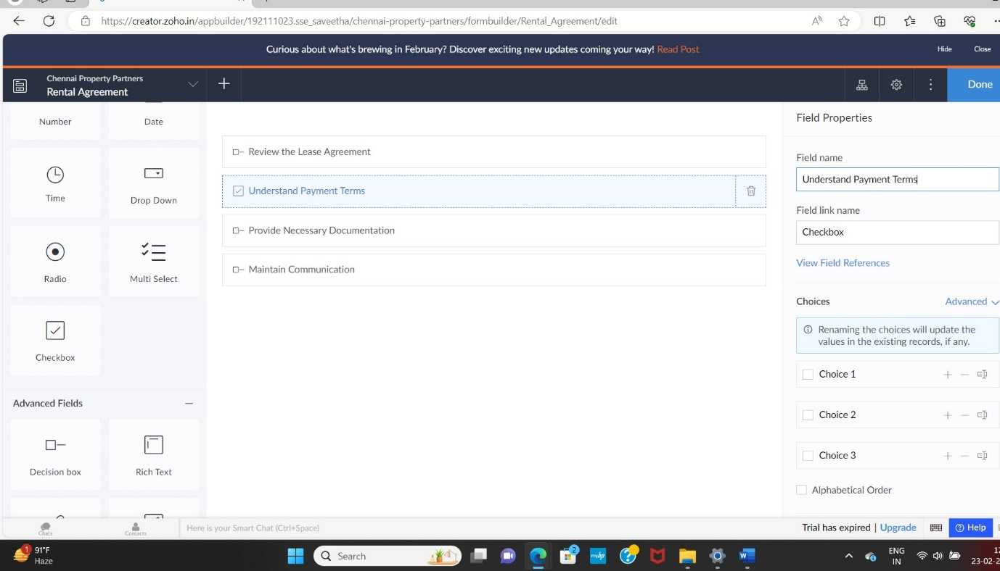 https://creator.zoho.in/appbuilder/192111023.sse_saveetha/chennai-property-partners/formbuilder/Rental_Agreement/edit
Curious about what's brewing in February? Discover exciting new updates coming your way! Read Post
Hide
Close
Chennai Property Partners
Rental Agreement
Done
Number
Date
Time
Drop Down
Radio
Multi Select
Checkbox
Advanced Fields
Decision box
Rich Text
Review the Lease Agreement
Understand Payment Terms
Provide Necessary Documentation
Maintain Communication
Field Properties
Field name
Understand Payment Terms
Field link name
Checkbox
View Field References
Choices
Advanced
Renaming the choices will update the
values in the existing records, if any.
Choice 1
Choice 2
Choice 3
Alphabetical Order
Chats
Contacts
Here is your Smart Chat (Ctrl+Space)
Trial has expired | Upgrade
Help
1
91°F
Haze
Search
2
myhp
W
ENG
IN
23-02-2